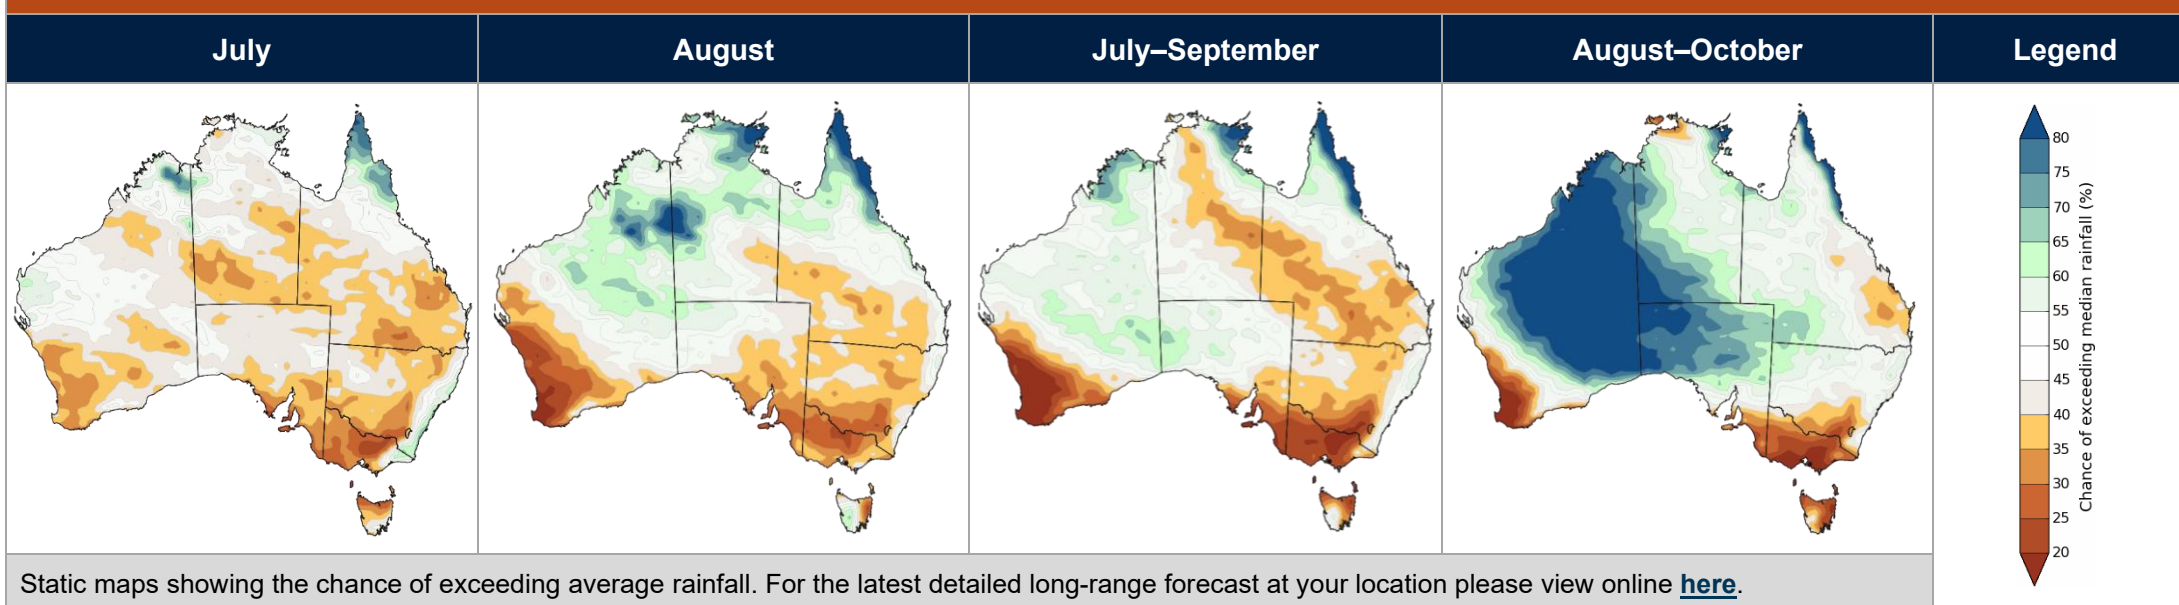 July
August
July–September
August–October
Legend
80
75
70
65
60
55
50
45
40
35
30
25
20
Chance of exceeding median rainfall (%)
Static maps showing the chance of exceeding average rainfall. For the latest detailed long-range forecast at your location please view online here.